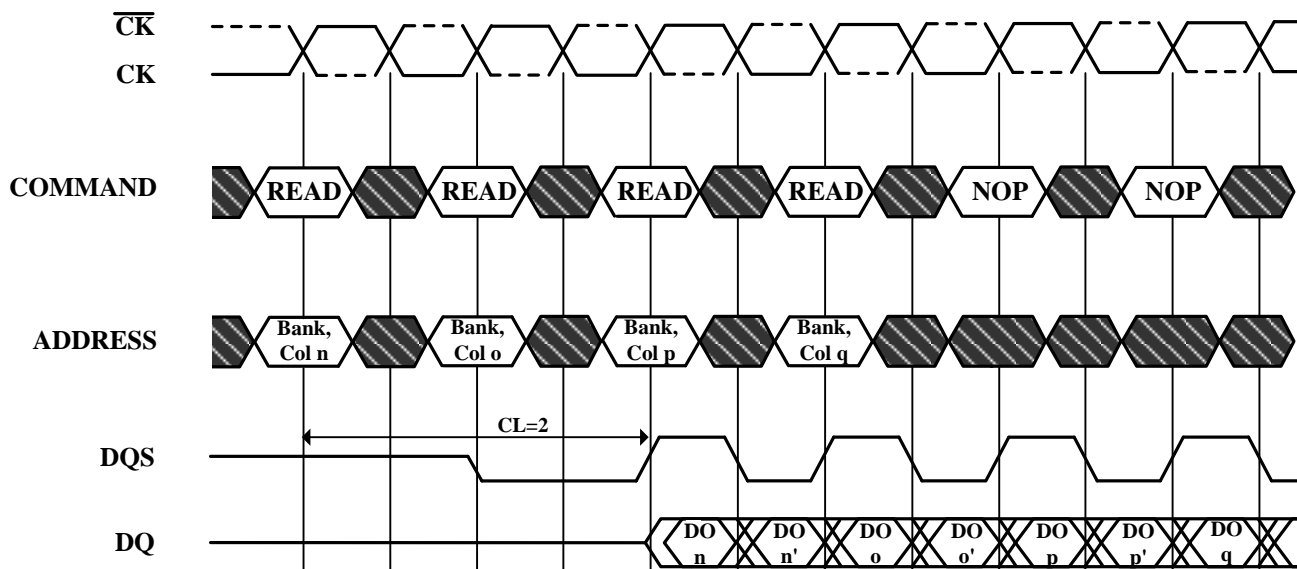 CK
CK
COMMAND
READ
READ
READ
READ
NOP
NOP
ADDRESS
Bank,
Col n
Bank,
Col o
Bank,
Col p
Bank,
Col q
CL=2
DQS
DQ
DO
n
DO
n'
DO
o
DO
o'
DO
p
DO
p'
DO
q